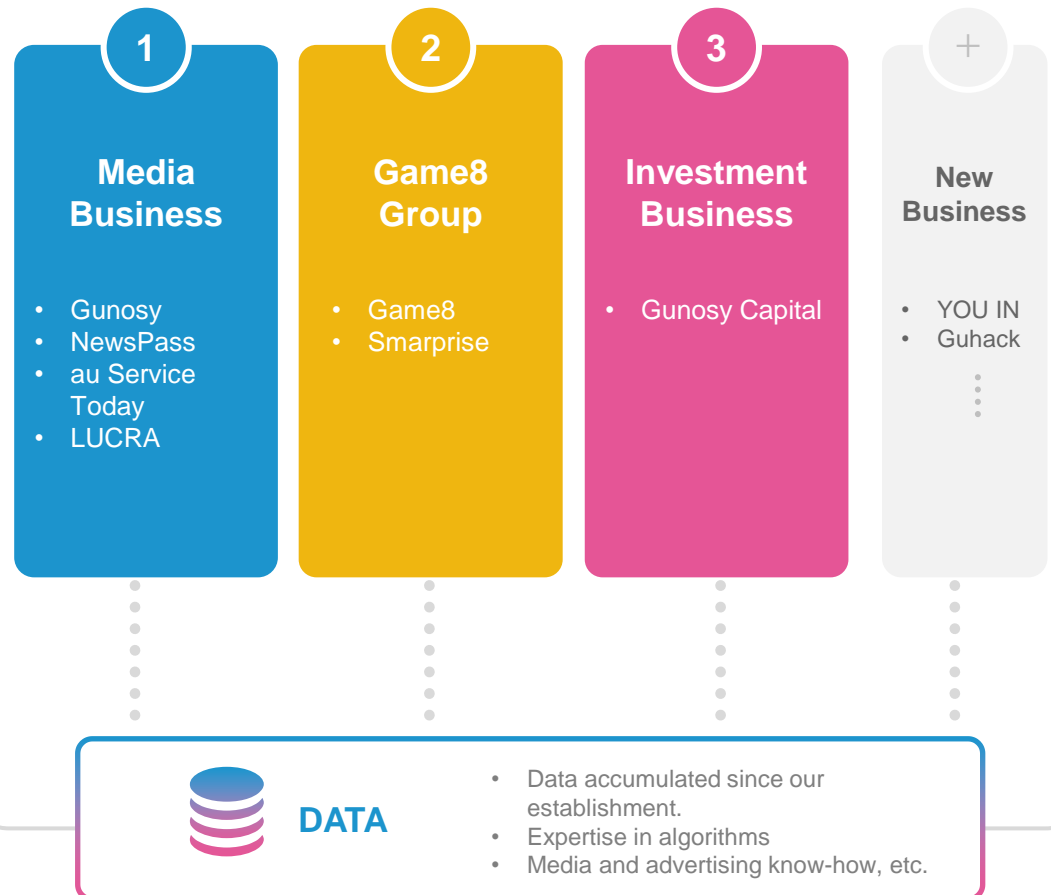 1
Media
Business
• Gunosy
• NewsPass
• au Service
Today
• LUCRA
2
Game8
Group
• Game8
• Smarprise
3
Investment
Business
• Gunosy Capital
+
New
Business
• YOU IN
• Guhack
DATA
• Data accumulated since our
establishment.
• Expertise in algorithms
• Media and advertising know-how, etc.